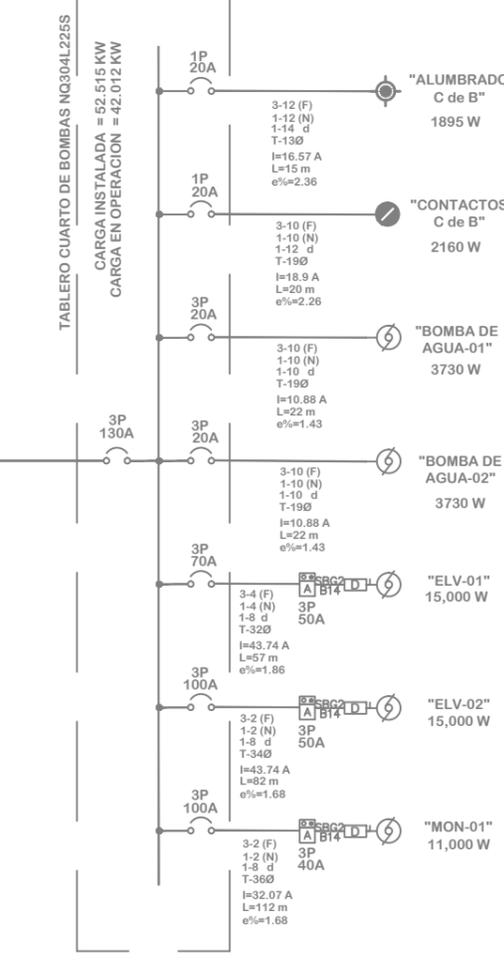 TABLERO CUARTO DE BOMBAS NQ304L225S
CARGA INSTALADA = 52.515 KW
CARGA EN OPERACION = 42.012 KW
3P
130A
1P
20A
3-12 (F)
1-12 (N)
1-14 d
T-13Ø
I=16.57 A
L=15 m
e%=2.36
"ALUMBRADO
C de B"
1895 W
1P
20A
3-10 (F)
1-10 (N)
1-12 d
T-19Ø
I=18.9 A
L=20 m
e%=2.26
"CONTACTOS
C de B"
2160 W
3P
20A
3-10 (F)
1-10 (N)
1-10 d
T-19Ø
I=10.88 A
L=22 m
e%=1.43
"BOMBA DE
AGUA-01"
3730 W
3P
20A
3-10 (F)
1-10 (N)
1-10 d
T-19Ø
I=10.88 A
L=22 m
e%=1.43
"BOMBA DE
AGUA-02"
3730 W
3P
70A
3-4 (F)
1-4 (N)
1-8 d
T-32Ø
I=43.74 A
L=57 m
e%=1.86
A
SBG2
B14
D
3P
50A
"ELV-01"
15,000 W
3P
100A
3-2 (F)
1-2 (N)
1-8 d
T-34Ø
I=43.74 A
L=82 m
e%=1.68
A
SBG2
B14
D
3P
50A
"ELV-02"
15,000 W
3P
100A
3-2 (F)
1-2 (N)
1-8 d
T-36Ø
I=32.07 A
L=112 m
e%=1.68
A
SBG2
B14
D
3P
40A
"MON-01"
11,000 W